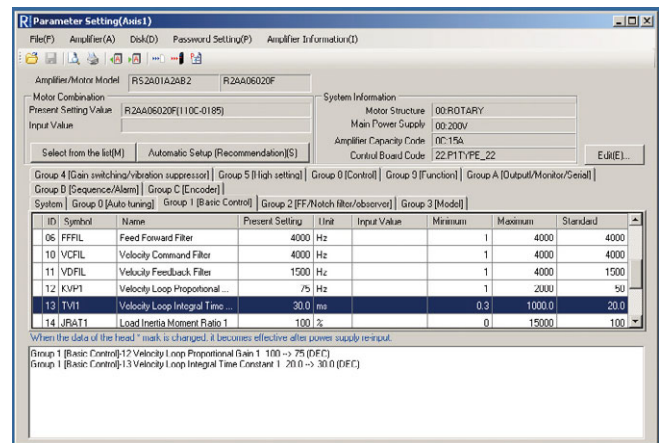 Parameter Setting(Axis1)
File(F) Amplifier(A) Disk(D) Password Setting(P) Amplifier Information(I)
Amplifier/Motor Model RS2A01A2AB2 R2AA06020F
Motor Combination
Present Setting Value R2AA06020F(110C-0185)
Input Value
Select from the list(M) Automatic Setup (Recommendation)(S)
System Information
Motor Structure 00:ROTARY
Main Power Supply 00:200V
Amplifier Capacity Code 0C:15A
Control Board Code 22:P1TYPE_22
Edit(E)...
Group 4 [Gain switching/vibration suppressor] Group 5 [High setting] Group 8 [Control] Group 9 [Function] Group A [Output/Monitor/Serial]
Group B [Sequence/Alarm] Group C [Encoder]
System Group 0 [Auto tuning] Group 1 [Basic Control] Group 2 [FF/Notch filter/observer] Group 3 [Model]
ID Symbol Name Present Setting Unit Input Value Minimum Maximum Standard
06 FFFIL Feed Forward Filter 4000 Hz 1 4000 4000
10 VCFIL Velocity Command Filter 4000 Hz 1 4000 4000
11 VDFIL Velocity Feedback Filter 1500 Hz 1 4000 1500
12 KVP1 Velocity Loop Proportional ... 75 Hz 1 2000 50
13 TVI1 Velocity Loop Integral Time ... 30.0 ms 0.3 1000.0 20.0
14 JRAT1 Load Inertia Moment Ratio 1 100 % 0 15000 100
When the data of the head * mark is changed, it becomes effective after power supply re-input.
Group 1 [Basic Control]-12 Velocity Loop Proportional Gain 1 100 --> 75 (DEC)
Group 1 [Basic Control]-13 Velocity Loop Integral Time Constant 1 20.0 --> 30.0 (DEC)